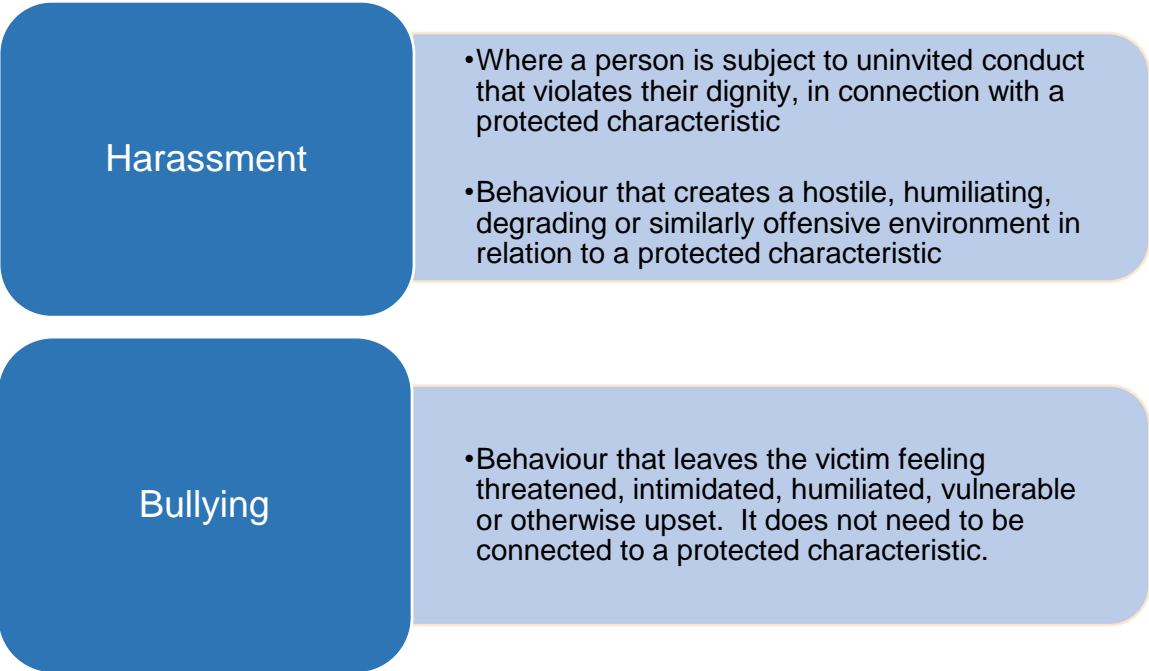 Harassment
•Where a person is subject to uninvited conduct
that violates their dignity, in connection with a
protected characteristic
•Behaviour that creates a hostile, humiliating,
degrading or similarly offensive environment in
relation to a protected characteristic
Bullying
•Behaviour that leaves the victim feeling
threatened, intimidated, humiliated, vulnerable
or otherwise upset.  It does not need to be
connected to a protected characteristic.